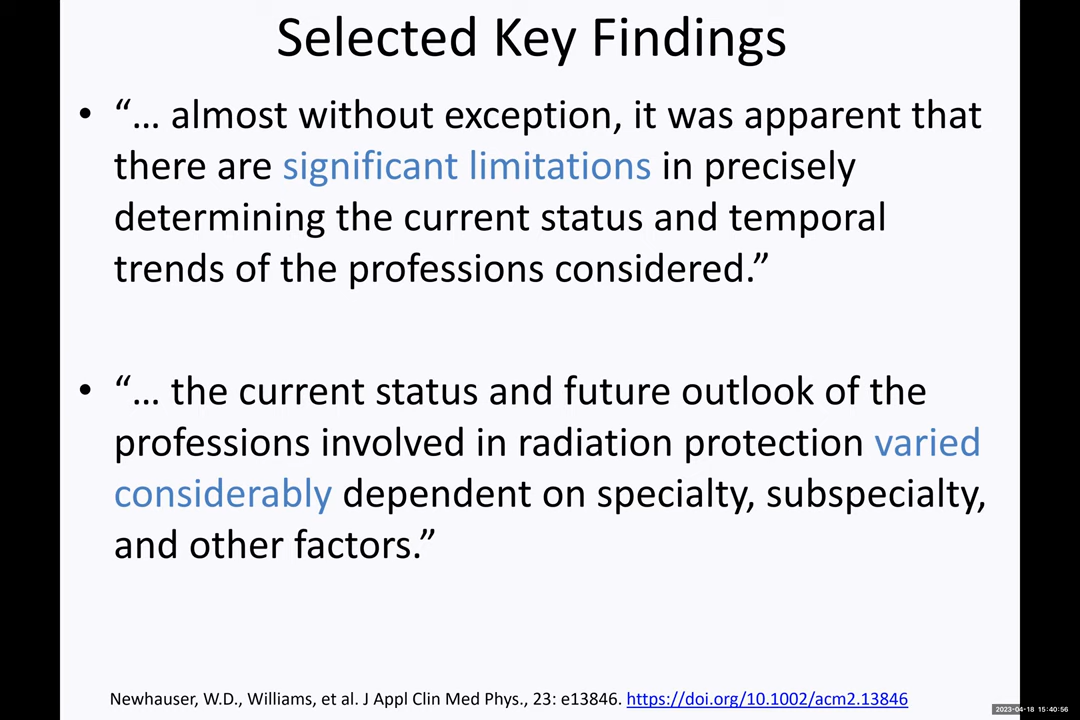 Selected Key Findings
• “… almost without exception, it was apparent that
there are significant limitations in precisely
determining the current status and temporal
trends of the professions considered.”
• “… the current status and future outlook of the
professions involved in radiation protection varied
considerably dependent on specialty, subspecialty,
and other factors.”
Newhauser, W.D., Williams, et al. J Appl Clin Med Phys., 23: e13846. https://doi.org/10.1002/acm2.13846
2023-04-18 15:40:56